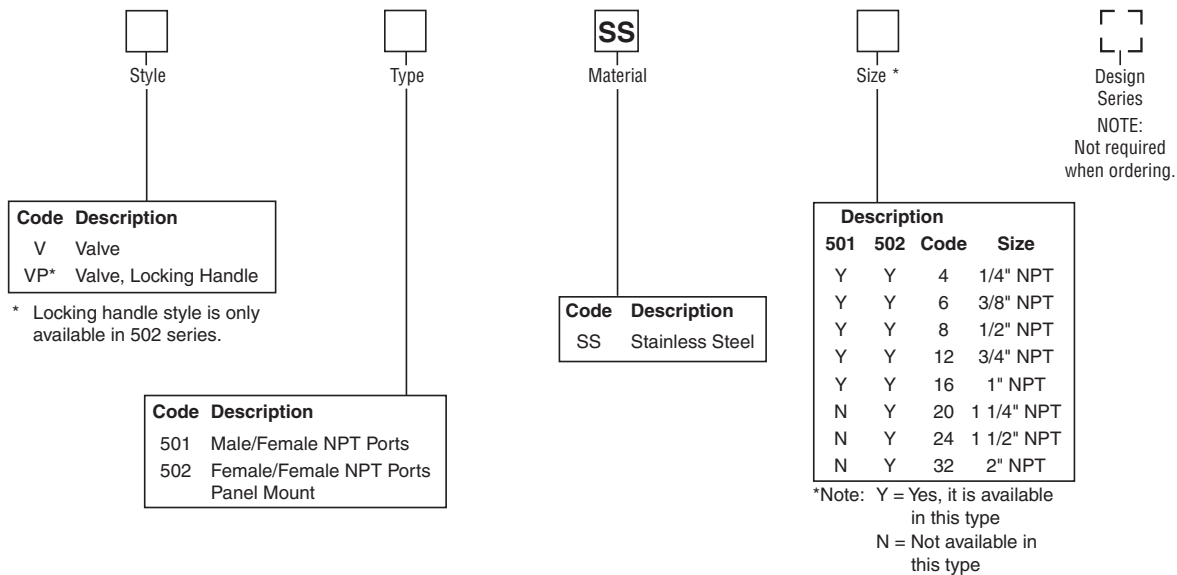 SS
Style
Type
Material
Size *
Design
Series
NOTE:
Not required
when ordering.
Code Description
V Valve
VP* Valve, Locking Handle
* Locking handle style is only
available in 502 series.
Code Description
501 Male/Female NPT Ports
502 Female/Female NPT Ports
Panel Mount
Code Description
SS Stainless Steel
Description
501 502 Code Size
Y Y 4 1/4" NPT
Y Y 6 3/8" NPT
Y Y 8 1/2" NPT
Y Y 12 3/4" NPT
Y Y 16 1" NPT
N Y 20 1 1/4" NPT
N Y 24 1 1/2" NPT
N Y 32 2" NPT
*Note: Y = Yes, it is available
in this type
N = Not available in
this type